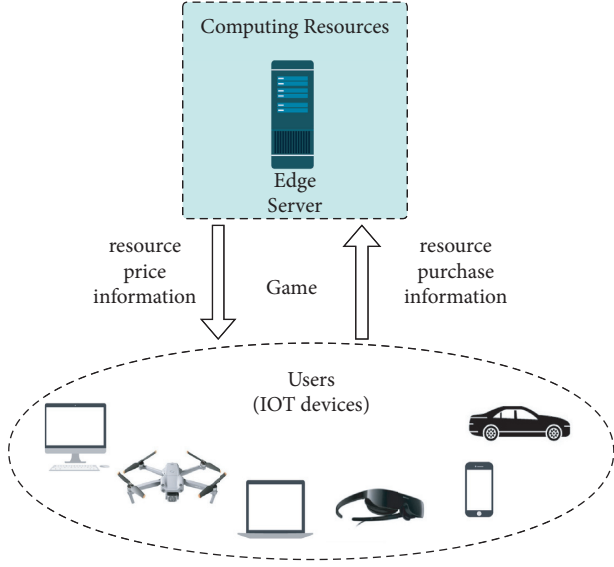 Computing Resources
Edge
Server
resource
price
information
Game
resource
purchase
information
Users
(IOT devices)